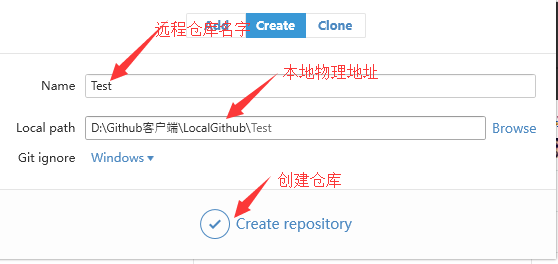 远程仓库名字
Add Create Clone
本地物理地址
Name Test
Local path D:\Github客户端\LocalGithub\Test Browse
Git ignore Windows
创建仓库
Create repository